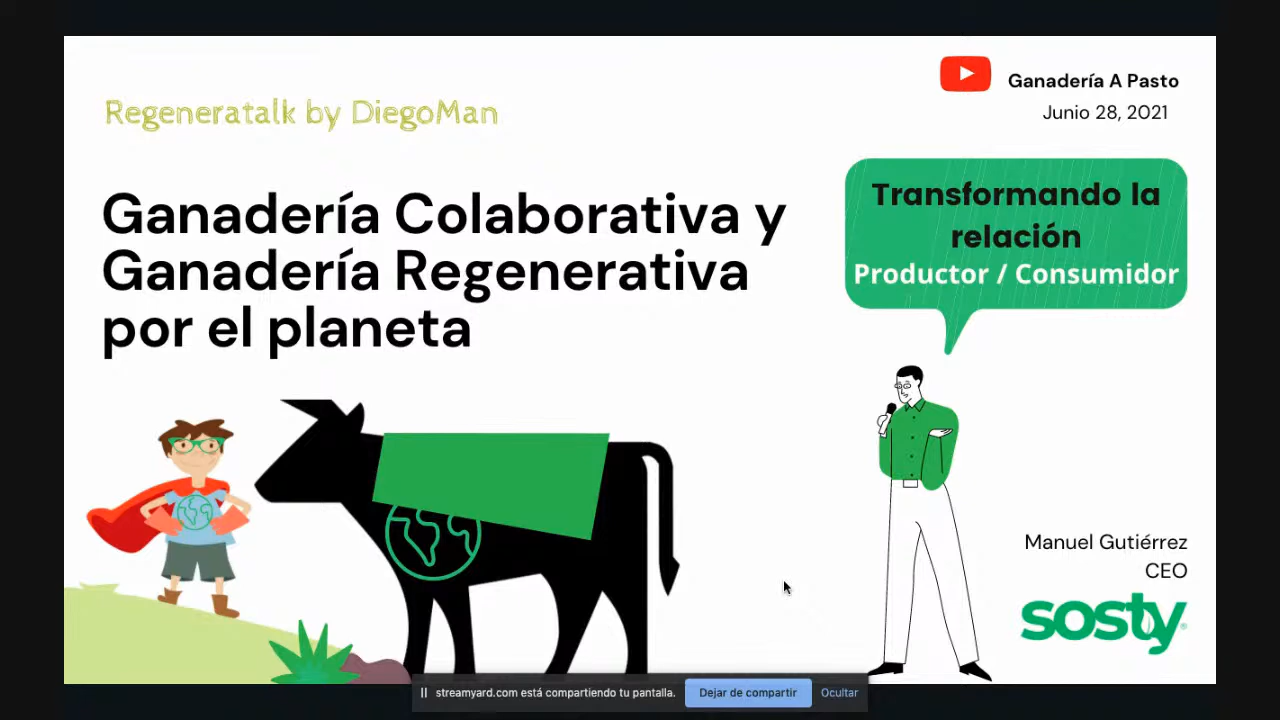 Regeneratalk by DiegoMan
Ganadería A Pasto
Junio 28, 2021
Ganadería Colaborativa y
Ganadería Regenerativa
por el planeta
Transformando la
relación
Productor / Consumidor
Manuel Gutiérrez
CEO
sosty®
streamyard.com está compartiendo tu pantalla.
Dejar de compartir
Ocultar